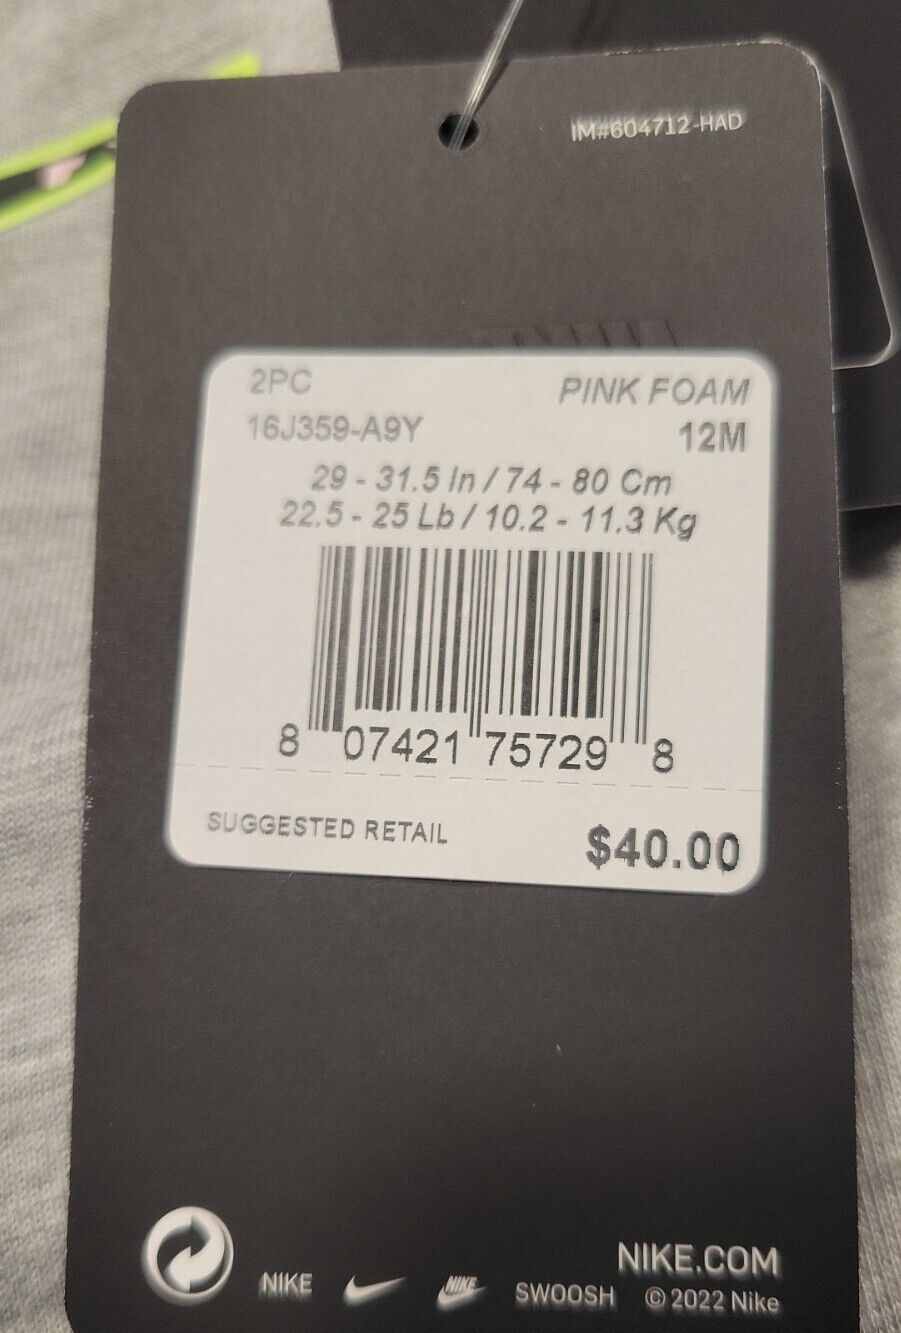 IM#604712-HAD
2PC PINK FOAM
16J359-A9Y 12M
29 - 31.5 In / 74 - 80 Cm
22.5 - 25 Lb / 10.2 - 11.3 Kg
8 07421 75729 8
SUGGESTED RETAIL $40.00
NIKE.COM
NIKE NIKE SWOOSH © 2022 Nike